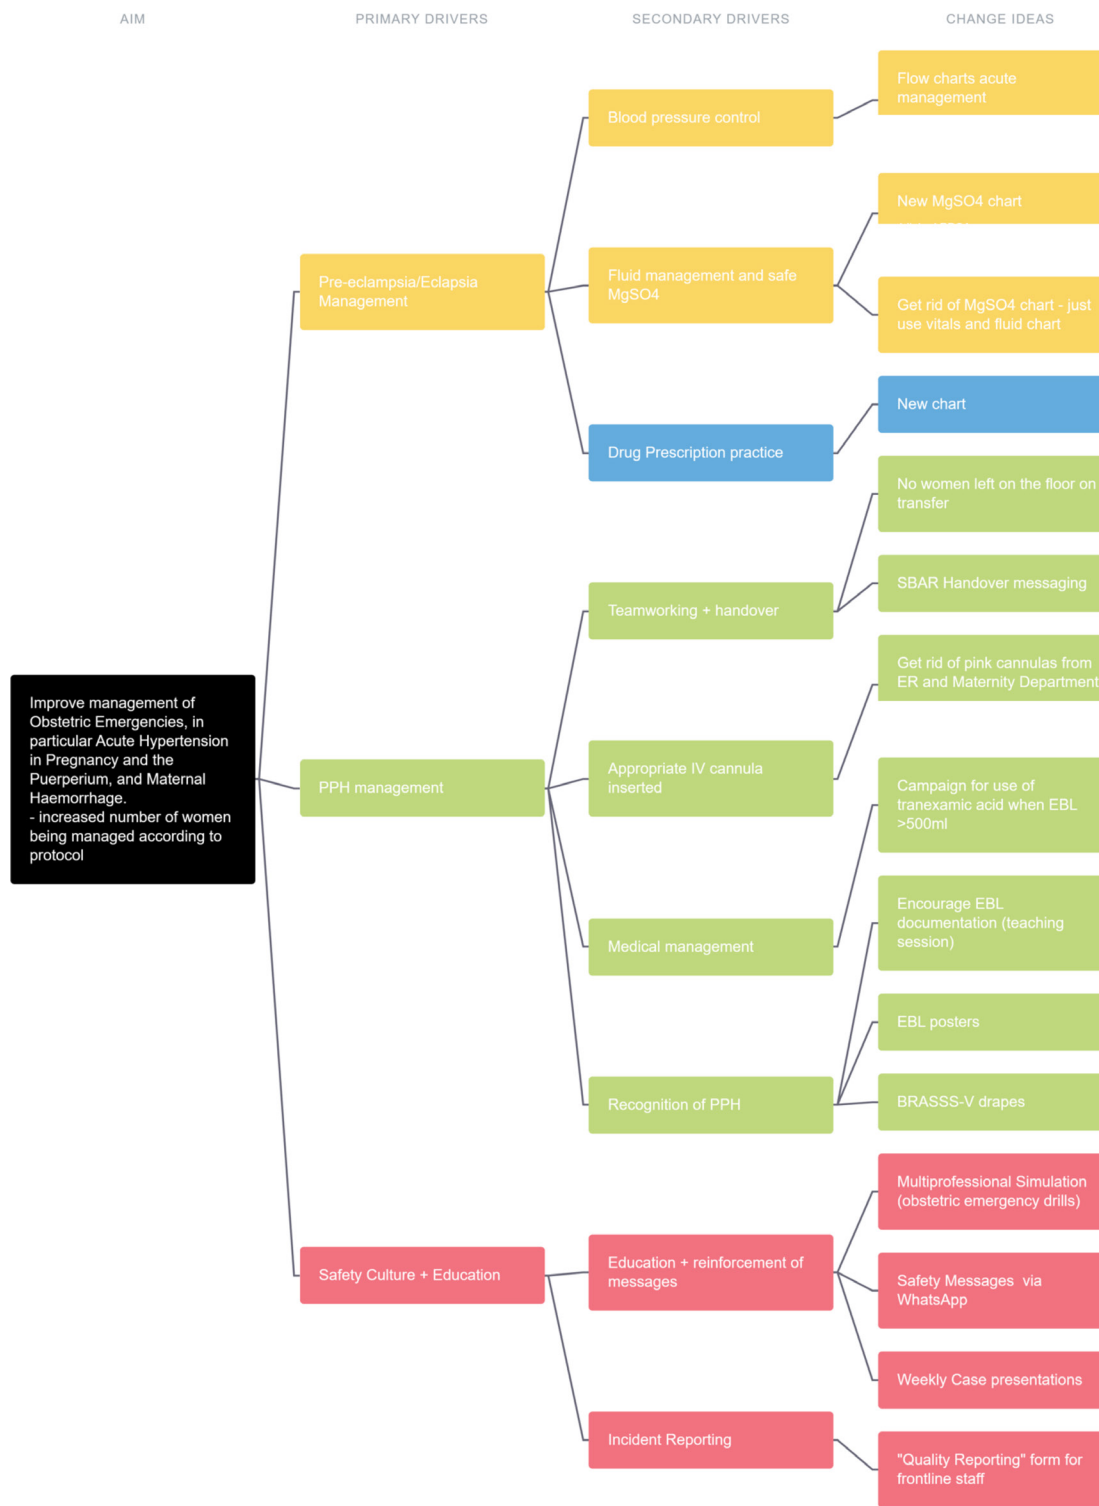 AIM
PRIMARY DRIVERS
SECONDARY DRIVERS
CHANGE IDEAS
Improve management of
Obstetric Emergencies, in
particular Acute Hypertension
in Pregnancy and the
Puerperium, and Maternal
Haemorrhage.
- increased number of women
being managed according to
protocol
Pre-eclampsia/Eclapsia
Management
PPH management
Safety Culture + Education
Blood pressure control
Fluid management and safe
MgSO4
Drug Prescription practice
Teamworking + handover
Appropriate IV cannula
inserted
Medical management
Recognition of PPH
Education + reinforcement of
messages
Incident Reporting
Flow charts acute
management
New MgSO4 chart
Get rid of MgSO4 chart - just
use vitals and fluid chart
New chart
No women left on the floor on
transfer
SBAR Handover messaging
Get rid of pink cannulas from
ER and Maternity Department
Campaign for use of
tranexamic acid when EBL
>500ml
Encourage EBL
documentation (teaching
session)
EBL posters
BRASSS-V drapes
Multiprofessional Simulation
(obstetric emergency drills)
Safety Messages via
WhatsApp
Weekly Case presentations
"Quality Reporting" form for
frontline staff